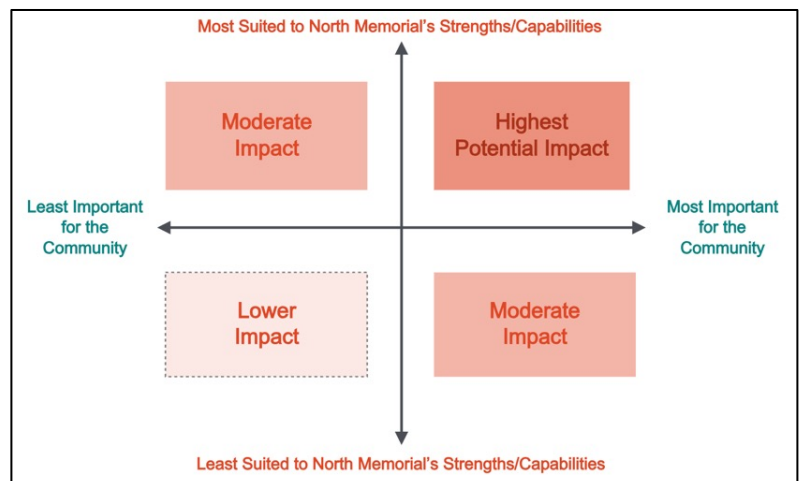 Most Suited to North Memorial's Strengths/Capabilities
Moderate
Impact
Highest
Potential Impact
Least Important
for the
Community
Most Important
for the
Community
Lower
Impact
Moderate
Impact
Least Suited to North Memorial's Strengths/Capabilities